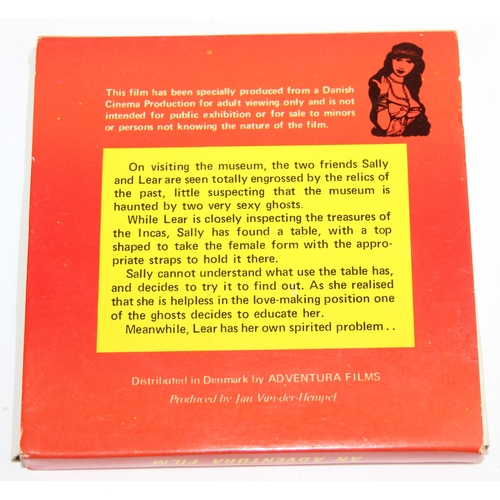 This film has been specially produced from a Danish
Cinema Production for adult viewing only and is not
intended for public exhibition or for sale to minors
or persons not knowing the nature of the film.
On visiting the museum, the two friends Sally
and Lear are seen totally engrossed by the relics of
the past, little suspecting that the museum is
haunted by two very sexy ghosts.
While Lear is closely inspecting the treasures of
the Incas, Sally has found a table, with a top
shaped to take the female form with the appro-
priate straps to hold it there.
Sally cannot understand what use the table has,
and decides to try it to find out. As she realised
that she is helpless in the love-making position one
of the ghosts decides to educate her.
Meanwhile, Lear has her own spirited problem . .
Distributed in Denmark by ADVENTURA FILMS
Produced by Jan Van-der-Hempel
AN ADVENTURA FILM